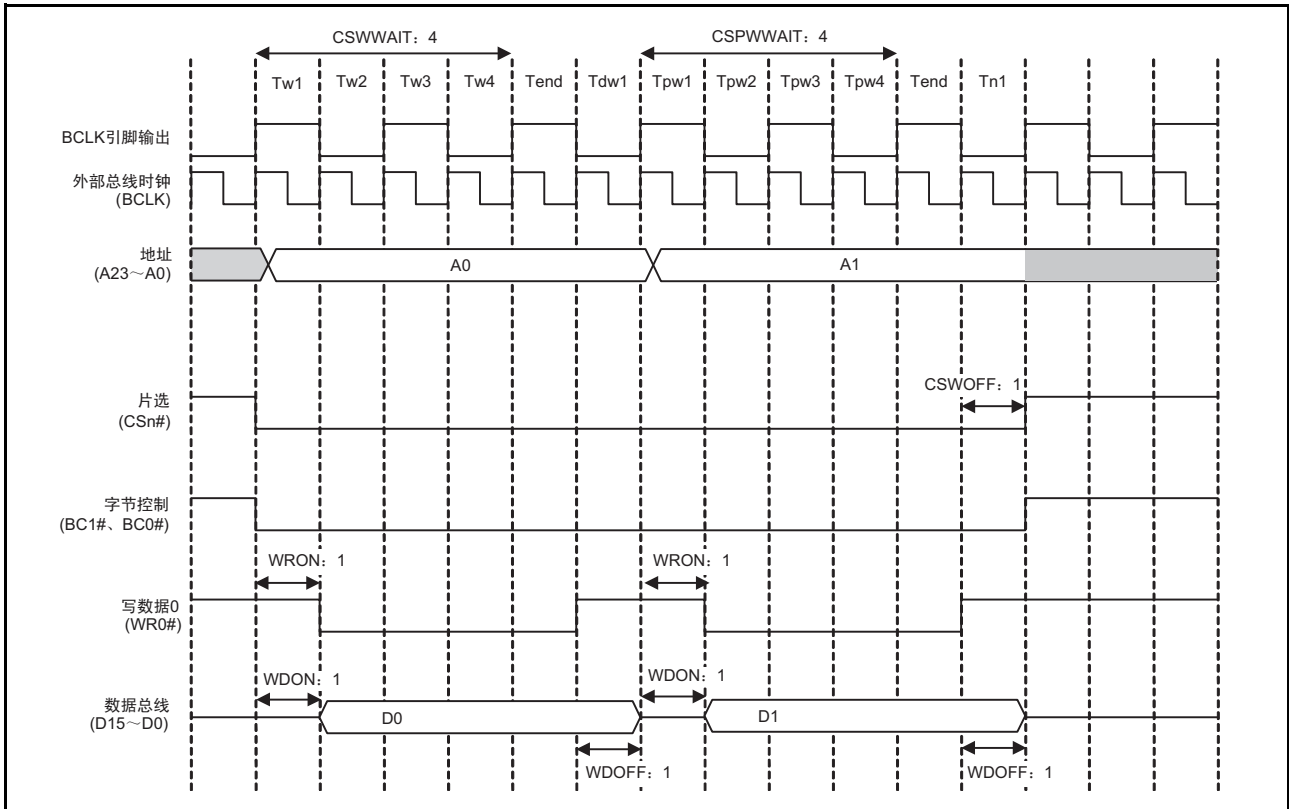 CSWWAIT：4 CSPWWAIT：4
Tw1 Tw2 Tw3 Tw4 Tend Tdw1 Tpw1 Tpw2 Tpw3 Tpw4 Tend Tn1
BCLK引脚输出
外部总线时钟
(BCLK)
地址
(A23～A0)
A0 A1
CSWOFF：1
片选
(CSn#)
字节控制
(BC1#、BC0#)
WRON：1 WRON：1
写数据0
(WR0#)
WDON：1 WDON：1
数据总线
(D15～D0)
D0 D1
WDOFF：1 WDOFF：1